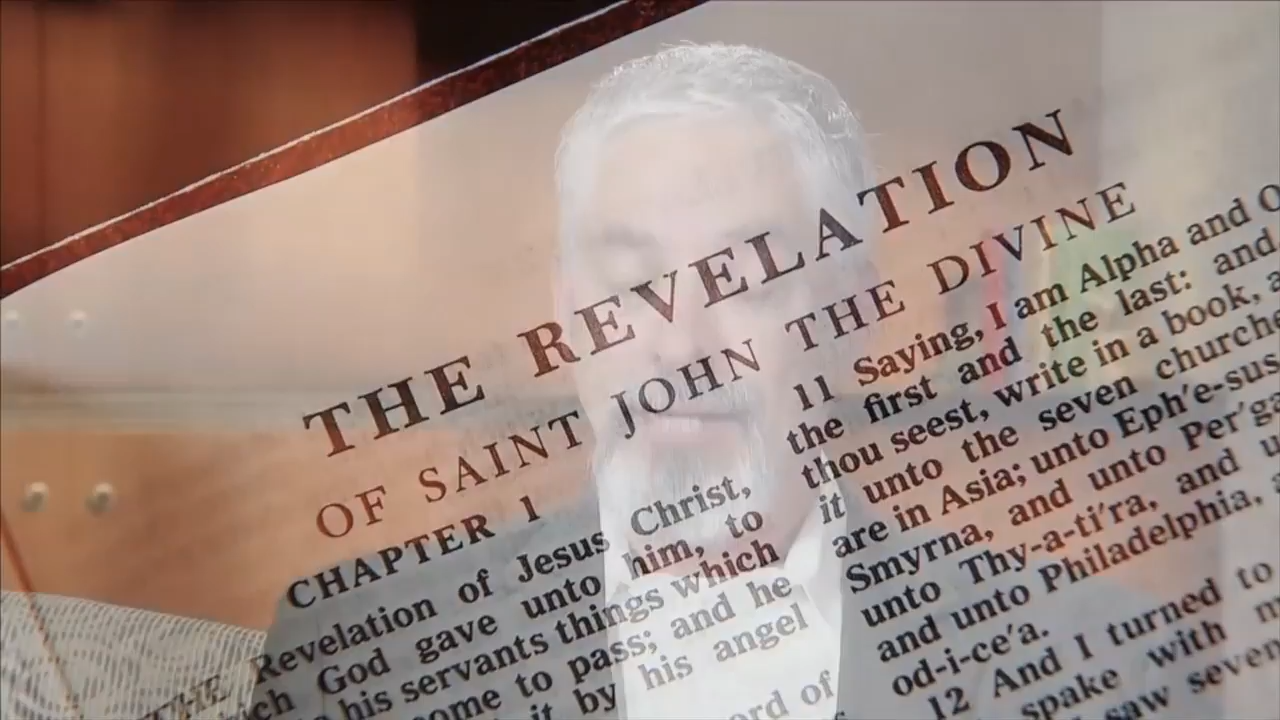 THE REVELATION
OF SAINT JOHN THE DIVINE
CHAPTER 1
THE Revelation of Jesus Christ,
God gave unto him, to
his servants things which
come to pass; and he
it by his angel
of
11 Saying, I am Alpha and
the first and the last: and
thou seest, write in a book,
it unto the seven
are in Asia; unto Eph'e-sus
Smyrna, and unto
unto Thy-a-ti'ra, and
and unto Philadelphia,
od-i-ce'a.
12 And I turned to
spake with
saw